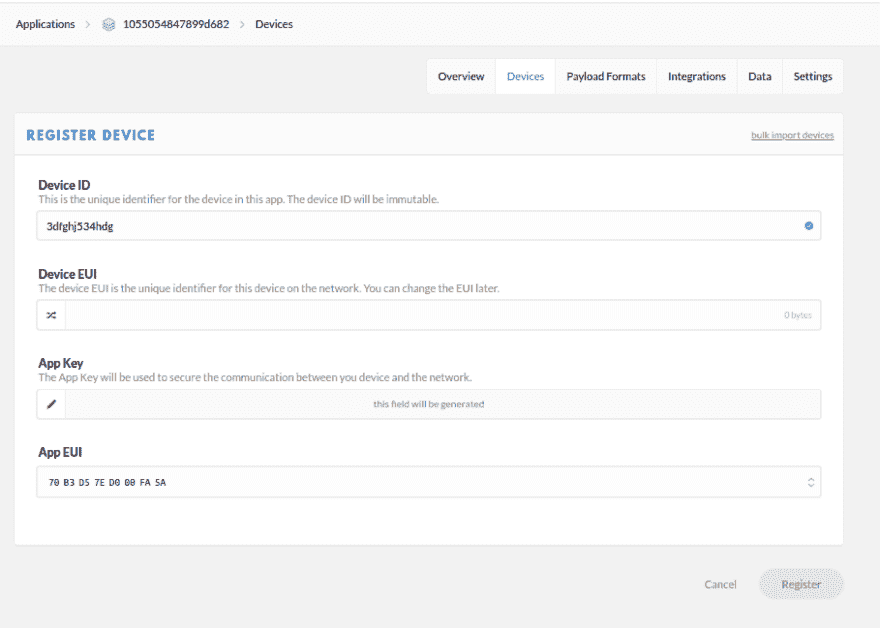 Applications > 1055054847899d682 > Devices
Overview Devices Payload Formats Integrations Data Settings
REGISTER DEVICE bulk import devices
Device ID
This is the unique identifier for the device in this app. The device ID will be immutable.
3dfghj534hdg
Device EUI
The device EUI is the unique identifier for this device on the network. You can change the EUI later.
0 bytes
App Key
The App Key will be used to secure the communication between you device and the network.
this field will be generated
App EUI
70 B3 D5 7E D0 00 FA 5A
Cancel Register